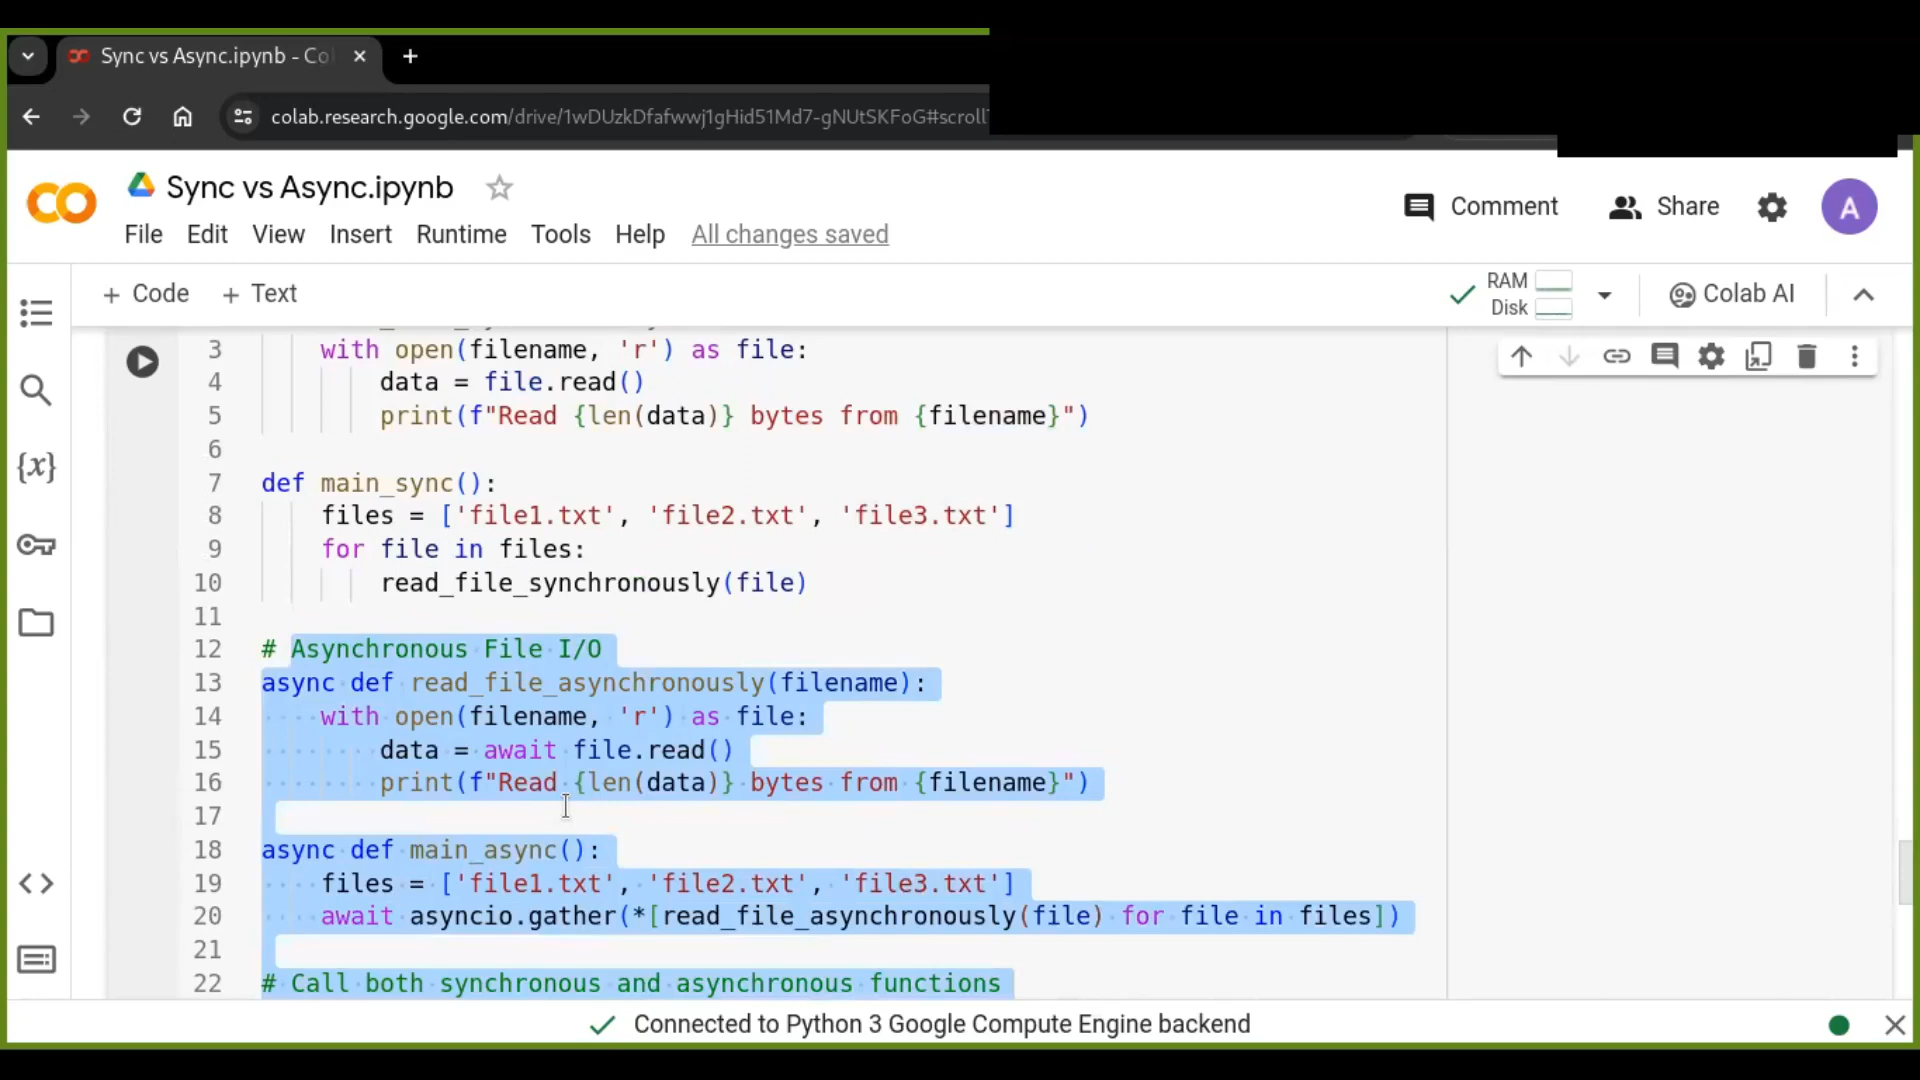 Sync vs Async.ipynb - Co
colab.research.google.com/drive/1wDUzkDfafwwj1gHid51Md7-gNUtSKFoG#scroll
Sync vs Async.ipynb
File Edit View Insert Runtime Tools Help All changes saved
Comment Share A
+ Code + Text
RAM
Disk
Colab AI
3 with open(filename, 'r') as file:
4 data = file.read()
5 print(f"Read {len(data)} bytes from {filename}")
6
7 def main_sync():
8 files = ['file1.txt', 'file2.txt', 'file3.txt']
9 for file in files:
10 read_file_synchronously(file)
11
12 # Asynchronous File I/O
13 async def read_file_asynchronously(filename):
14 with open(filename, 'r') as file:
15 data = await file.read()
16 print(f"Read {len(data)} bytes from {filename}")
17
18 async def main_async():
19 files = ['file1.txt', 'file2.txt', 'file3.txt']
20 await asyncio.gather(*[read_file_asynchronously(file) for file in files])
21
22 # Call both synchronous and asynchronous functions
Connected to Python 3 Google Compute Engine backend